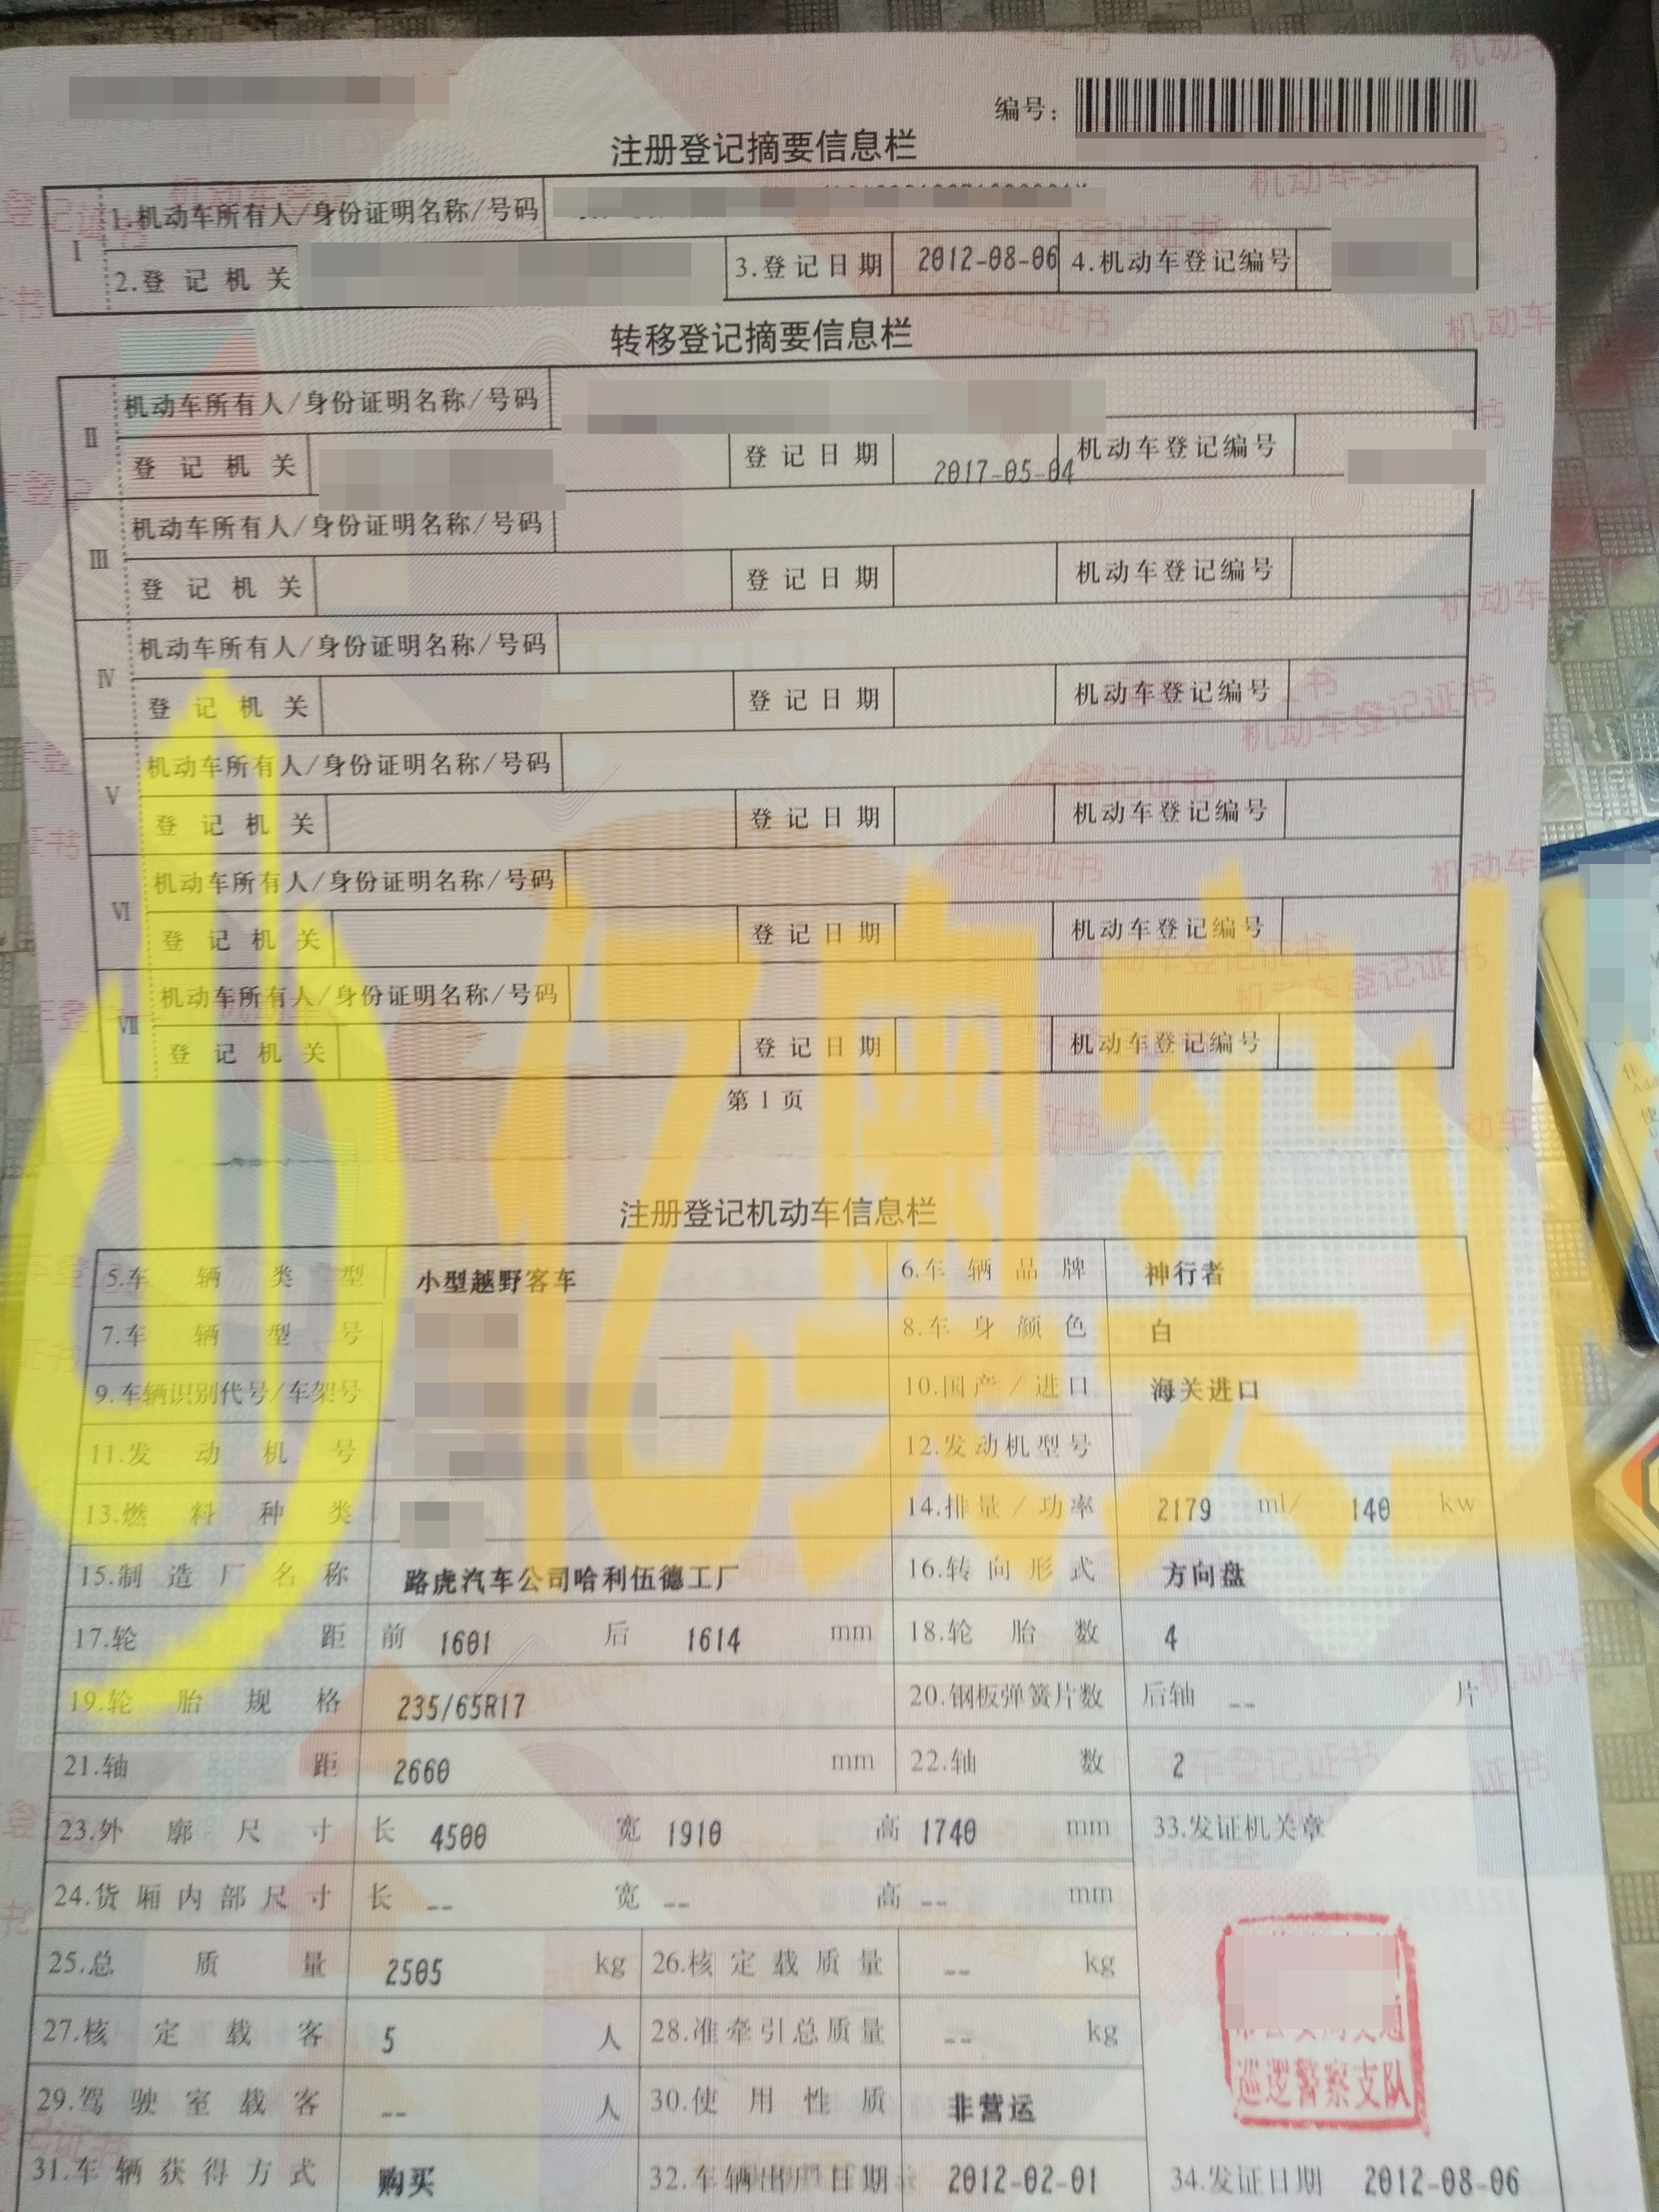 编号：
注册登记摘要信息栏
Ⅰ 1.机动车所有人/身份证明名称/号码
2.登记机关 3.登记日期 2012-08-06 4.机动车登记编号
转移登记摘要信息栏
Ⅱ 机动车所有人/身份证明名称/号码
登记机关 登记日期 2017-05-04 机动车登记编号
Ⅲ 机动车所有人/身份证明名称/号码
登记机关 登记日期 机动车登记编号
Ⅳ 机动车所有人/身份证明名称/号码
登记机关 登记日期 机动车登记编号
Ⅴ 机动车所有人/身份证明名称/号码
登记机关 登记日期 机动车登记编号
Ⅵ 机动车所有人/身份证明名称/号码
登记机关 登记日期 机动车登记编号
Ⅶ 机动车所有人/身份证明名称/号码
登记机关 登记日期 机动车登记编号
第 1 页
注册登记机动车信息栏
5.车辆类型 小型越野客车 6.车辆品牌 神行者
7.车辆型号 8.车身颜色 白
9.车辆识别代号/车架号 10.国产/进口 海关进口
11.发动机号 12.发动机型号
13.燃料种类 14.排量/功率 2179 ml/ 140 kw
15.制造厂名称 路虎汽车公司哈利伍德工厂 16.转向形式 方向盘
17.轮距 前 1601 后 1614 mm 18.轮胎数 4
19.轮胎规格 235/65R17 20.钢板弹簧片数 后轴 -- 片
21.轴距 2660 mm 22.轴数 2
23.外廓尺寸 长 4500 宽 1910 高 1740 mm 33.发证机关章
24.货厢内部尺寸 长 -- 宽 -- 高 -- mm
25.总质量 2505 kg 26.核定载质量 -- kg
27.核定载客 5 人 28.准牵引总质量 -- kg
巡逻警察支队
29.驾驶室载客 -- 人 30.使用性质 非营运
31.车辆获得方式 购买 32.车辆出厂日期 2012-02-01 34.发证日期 2012-08-06